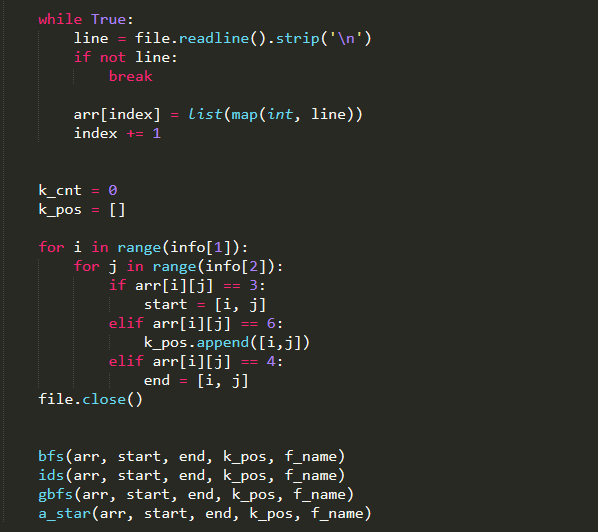 while True:
    line = file.readline().strip('\n')
    if not line:
        break

    arr[index] = list(map(int, line))
    index += 1


k_cnt = 0
k_pos = []

for i in range(info[1]):
    for j in range(info[2]):
        if arr[i][j] == 3:
            start = [i, j]
        elif arr[i][j] == 6:
            k_pos.append([i,j])
        elif arr[i][j] == 4:
            end = [i, j]
file.close()


bfs(arr, start, end, k_pos, f_name)
ids(arr, start, end, k_pos, f_name)
gbfs(arr, start, end, k_pos, f_name)
a_star(arr, start, end, k_pos, f_name)